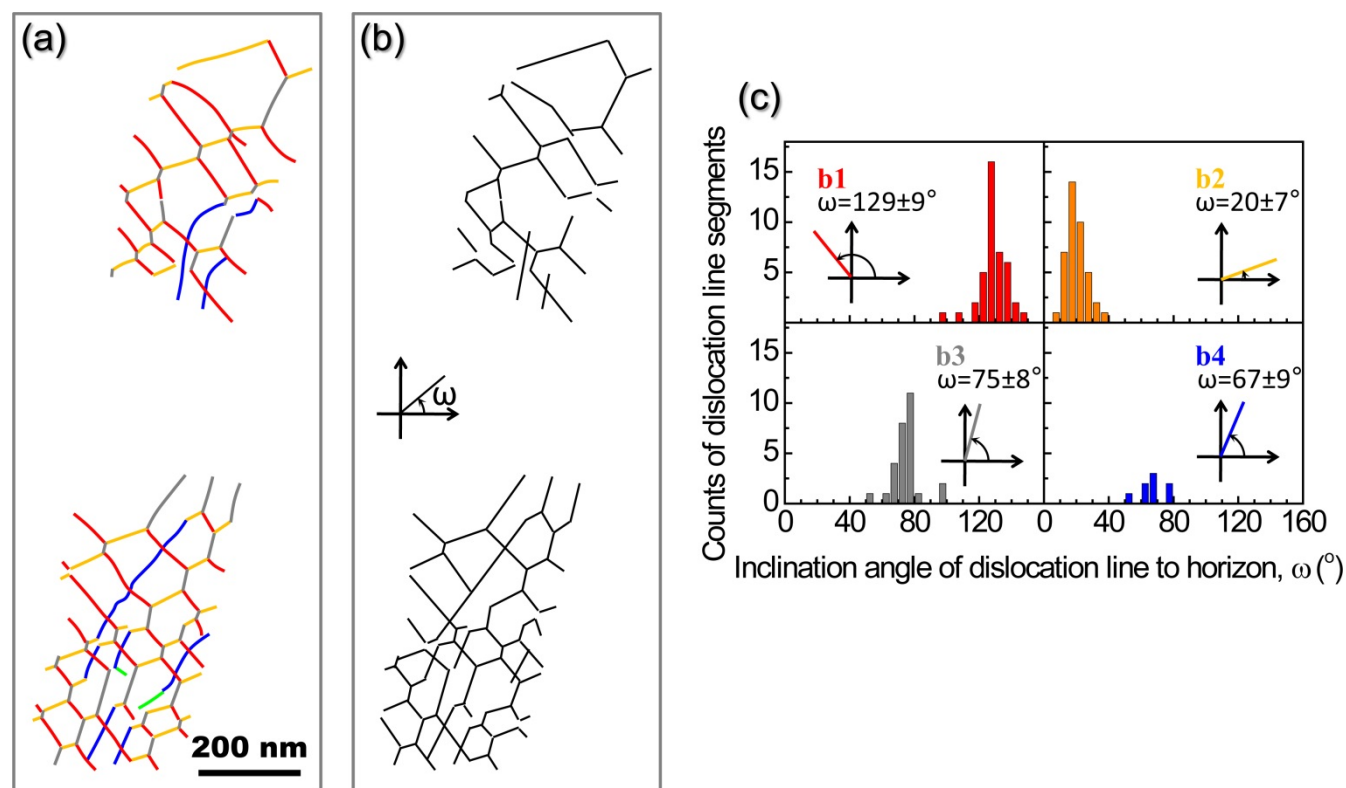 (a)
200 nm
(b)
ω
(c)
Counts of dislocation line segments
15
10
5
b1
ω=129±9°
b2
ω=20±7°
15
10
5
0
b3
ω=75±8°
b4
ω=67±9°
0 40 80 120 0 40 80 120 160
Inclination angle of dislocation line to horizon, ω (°)